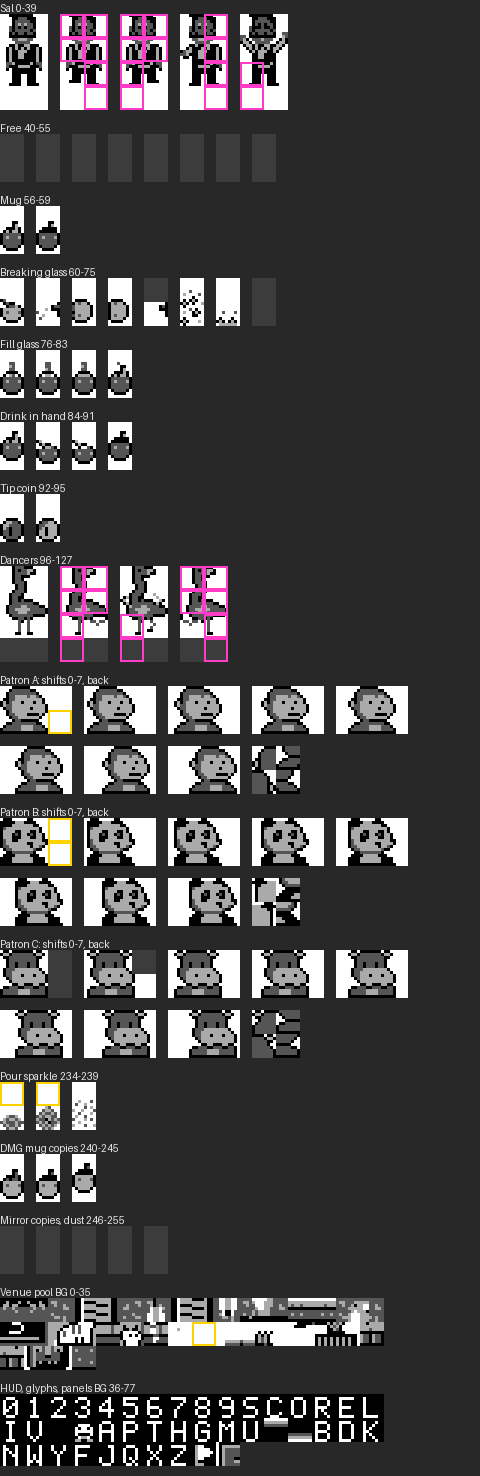 Sal 0-39
Free 40-55
Mug 56-59
Breaking glass 60-75
Fill glass 76-83
Drink in hand 84-91
Tip coin 92-95
Dancers 96-127
Patron A: shifts 0-7, back
Patron B: shifts 0-7, back
Patron C: shifts 0-7, back
Pour sparkle 234-239
DMG mug copies 240-245
Mirror copies, dust 246-255
Venue pool BG 0-35
HUD, glyphs, panels BG 36-77
0123456789SCOREL
IV APTHGMU BDK
NWYFJQXZ